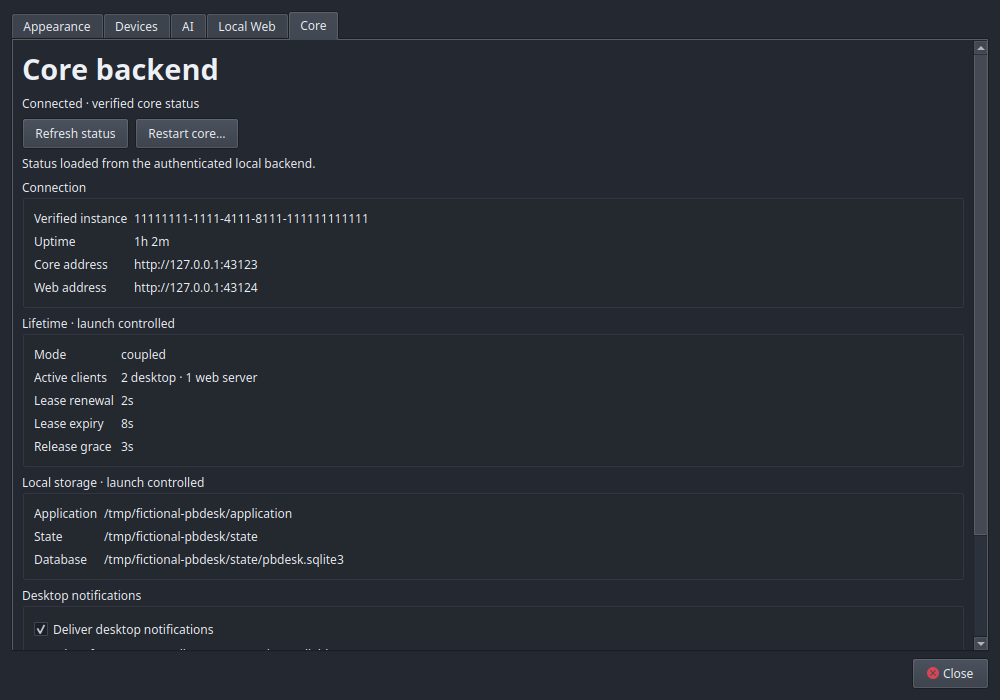 Appearance Devices AI Local Web Core
Core backend
Connected · verified core status
Refresh status Restart core...
Status loaded from the authenticated local backend.
Connection
Verified instance 11111111-1111-4111-8111-111111111111
Uptime 1h 2m
Core address http://127.0.0.1:43123
Web address http://127.0.0.1:43124
Lifetime · launch controlled
Mode coupled
Active clients 2 desktop · 1 web server
Lease renewal 2s
Lease expiry 8s
Release grace 3s
Local storage · launch controlled
Application /tmp/fictional-pbdesk/application
State /tmp/fictional-pbdesk/state
Database /tmp/fictional-pbdesk/state/pbdesk.sqlite3
Desktop notifications
Deliver desktop notifications
Close